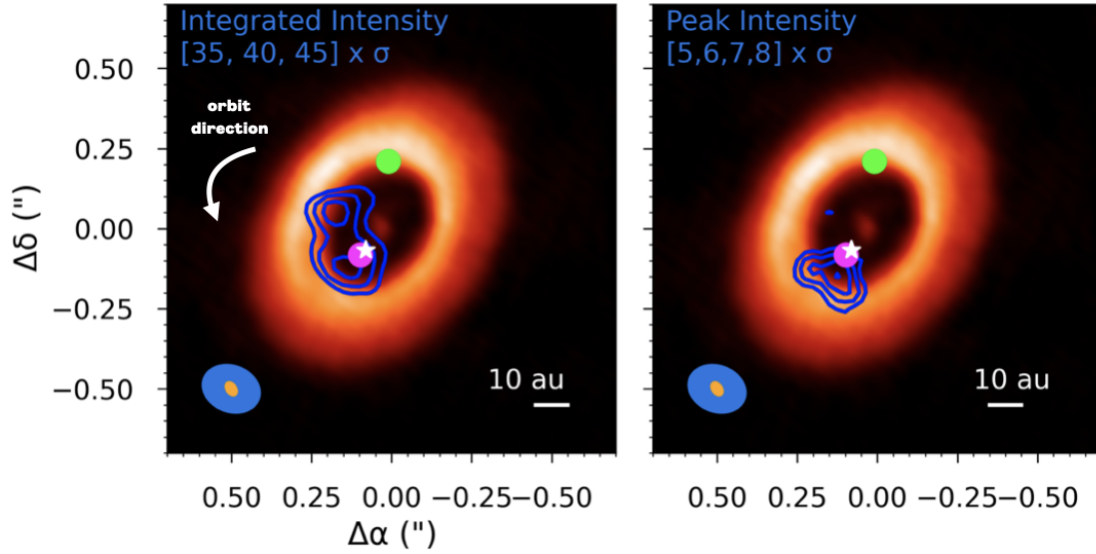 Integrated Intensity
[35, 40, 45] x σ
Peak Intensity
[5,6,7,8] x σ
orbit
direction
0.50
0.25
0.00
−0.25
−0.50
Δδ (")
10 au
10 au
0.50 0.25 0.00 −0.25−0.50
0.50 0.25 0.00 −0.25−0.50
Δα (")